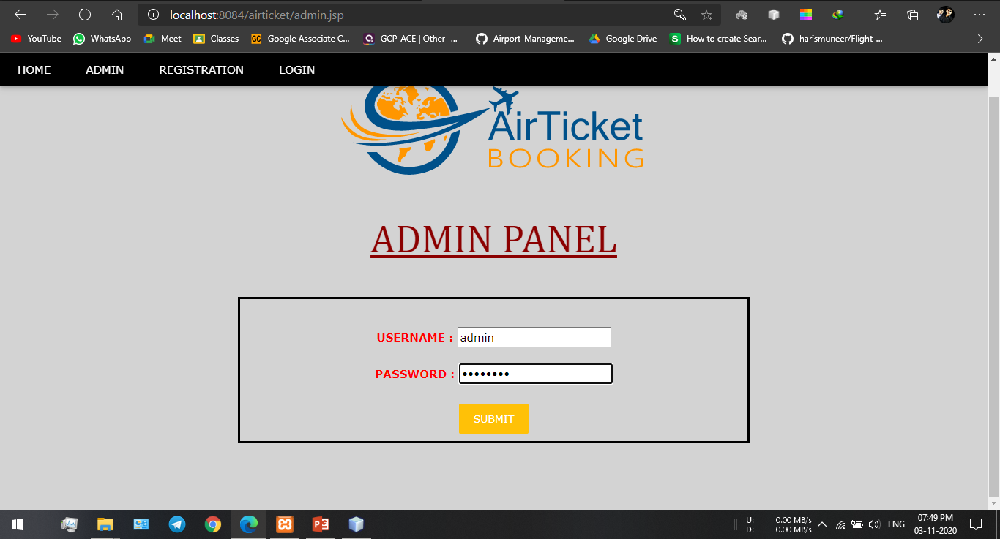 localhost:8084/airticket/admin.jsp
YouTube WhatsApp Meet Classes Google Associate C... GCP-ACE | Other -... Airport-Manageme... Google Drive How to create Sear... harismuneer/Flight-...
HOME ADMIN REGISTRATION LOGIN
AirTicket
BOOKING
ADMIN PANEL
USERNAME : admin
PASSWORD : ••••••••
SUBMIT
U: 0.00 MB/s
D: 0.00 MB/s
ENG
07:49 PM
03-11-2020